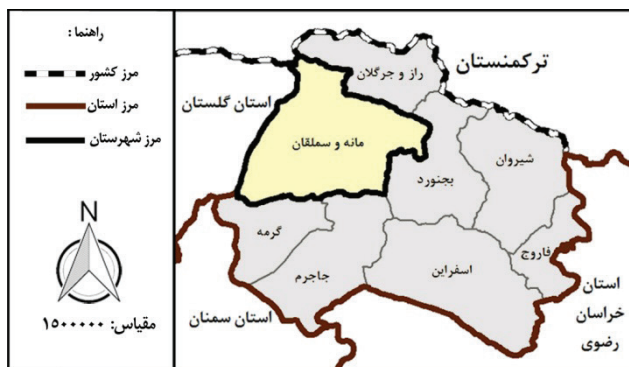 راهنما :
مرز کشور
مرز استان
مرز شهرستان
N
مقیاس: ۱۵۰۰۰۰۰
ترکمنستان
راز و جرگلان
استان گلستان
مانه و سملقان
شیروان
بجنورد
گرمه
جاجرم
اسفراین
فاروج
استان سمنان
استان
خراسان
رضوی